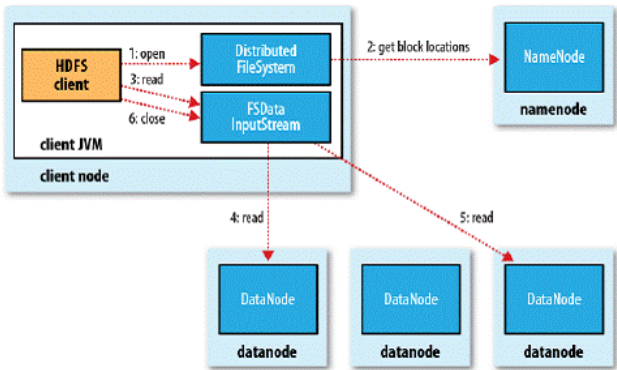 1: open
Distributed
FileSystem
2: get block locations
NameNode
HDFS
client
3: read
FSData
InputStream
namenode
6: close
client JVM
client node
4: read
5: read
DataNode
DataNode
DataNode
datanode
datanode
datanode